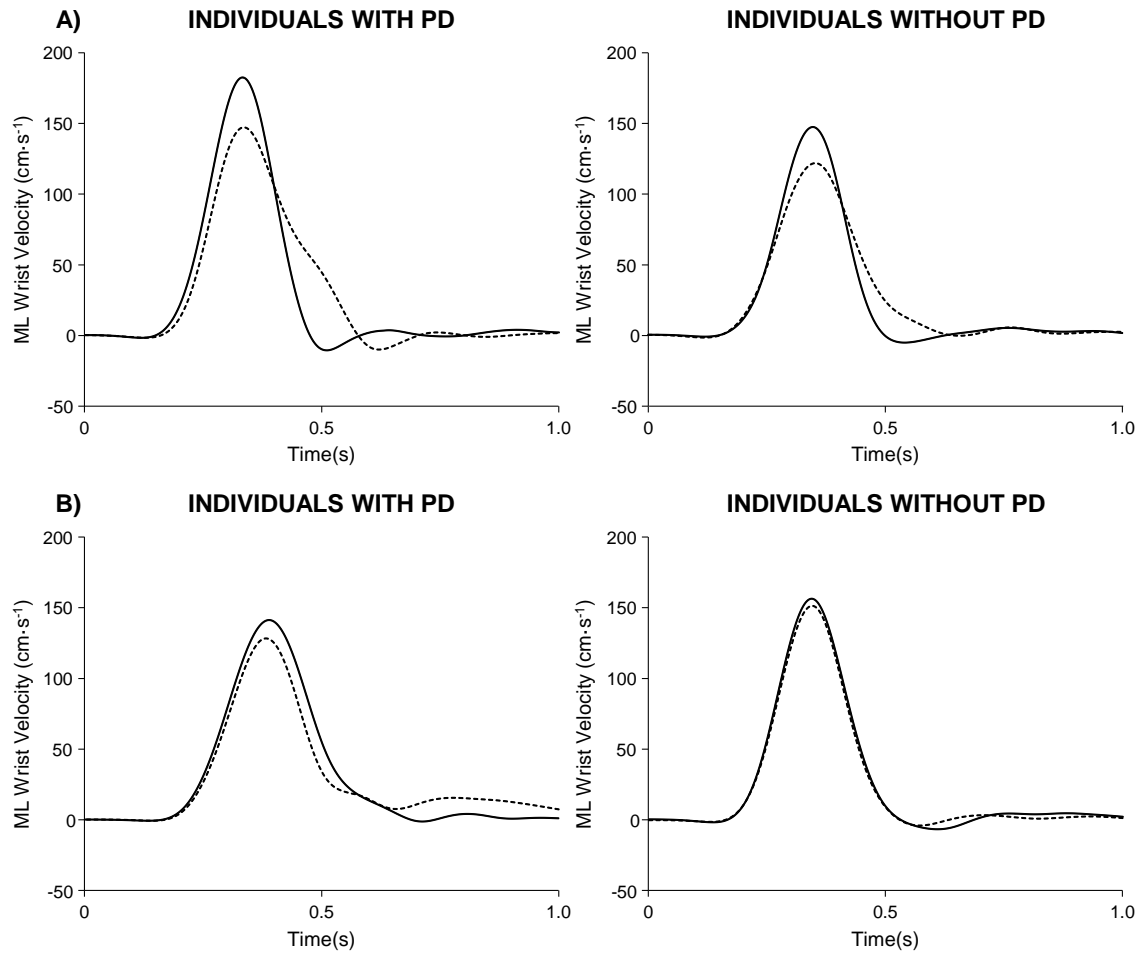 A)
INDIVIDUALS WITH PD
INDIVIDUALS WITHOUT PD
ML Wrist Velocity (cm·s⁻¹)
200
150
100
50
0
-50
0
0.5
1.0
Time(s)
ML Wrist Velocity (cm·s⁻¹)
200
150
100
50
0
-50
0
0.5
1.0
Time(s)
B)
INDIVIDUALS WITH PD
INDIVIDUALS WITHOUT PD
ML Wrist Velocity (cm·s⁻¹)
200
150
100
50
0
-50
0
0.5
1.0
Time(s)
ML Wrist Velocity (cm·s⁻¹)
200
150
100
50
0
-50
0
0.5
1.0
Time(s)